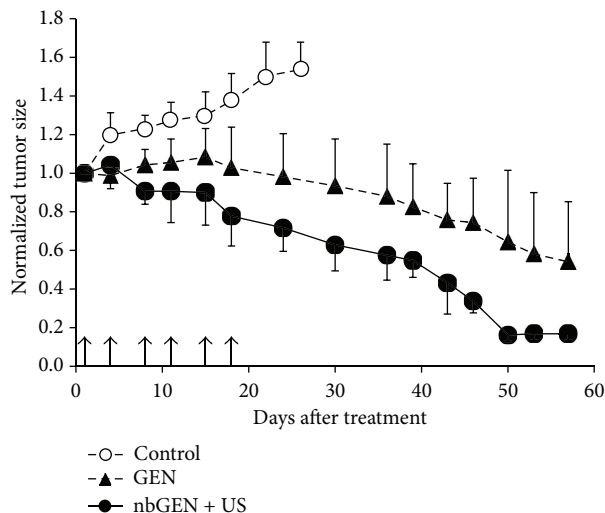 Normalized tumor size
1.8
1.6
1.4
1.2
1.0
0.8
0.6
0.4
0.2
0.0
0 10 20 30 40 50 60
Days after treatment
Control
GEN
nbGEN + US